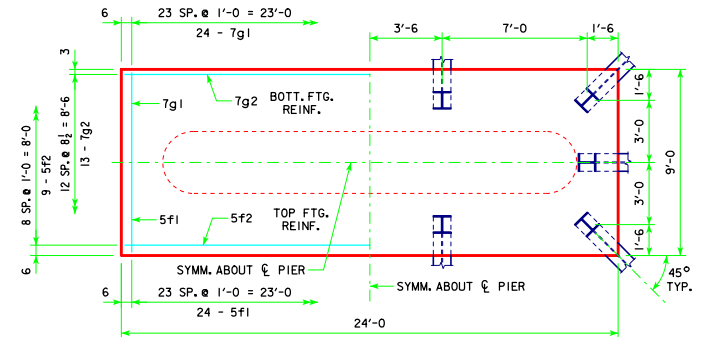 6
23 SP. @ 1'-0 = 23'-0
24 - 7g1
3'-6
7'-0
1'-6
3
7g1
7g2
BOTT. FTG.
REINF.
1'-6
8 SP. @ 1'-0 = 8'-0
9 - 5f2
12 SP. @ 8 1/2 = 8'-6
13 - 7g2
3'-0
9'-0
3'-0
5f1
5f2
TOP FTG.
REINF.
1'-6
6
SYMM. ABOUT ℄ PIER
45°
TYP.
6
23 SP. @ 1'-0 = 23'-0
24 - 5f1
SYMM. ABOUT ℄ PIER
24'-0